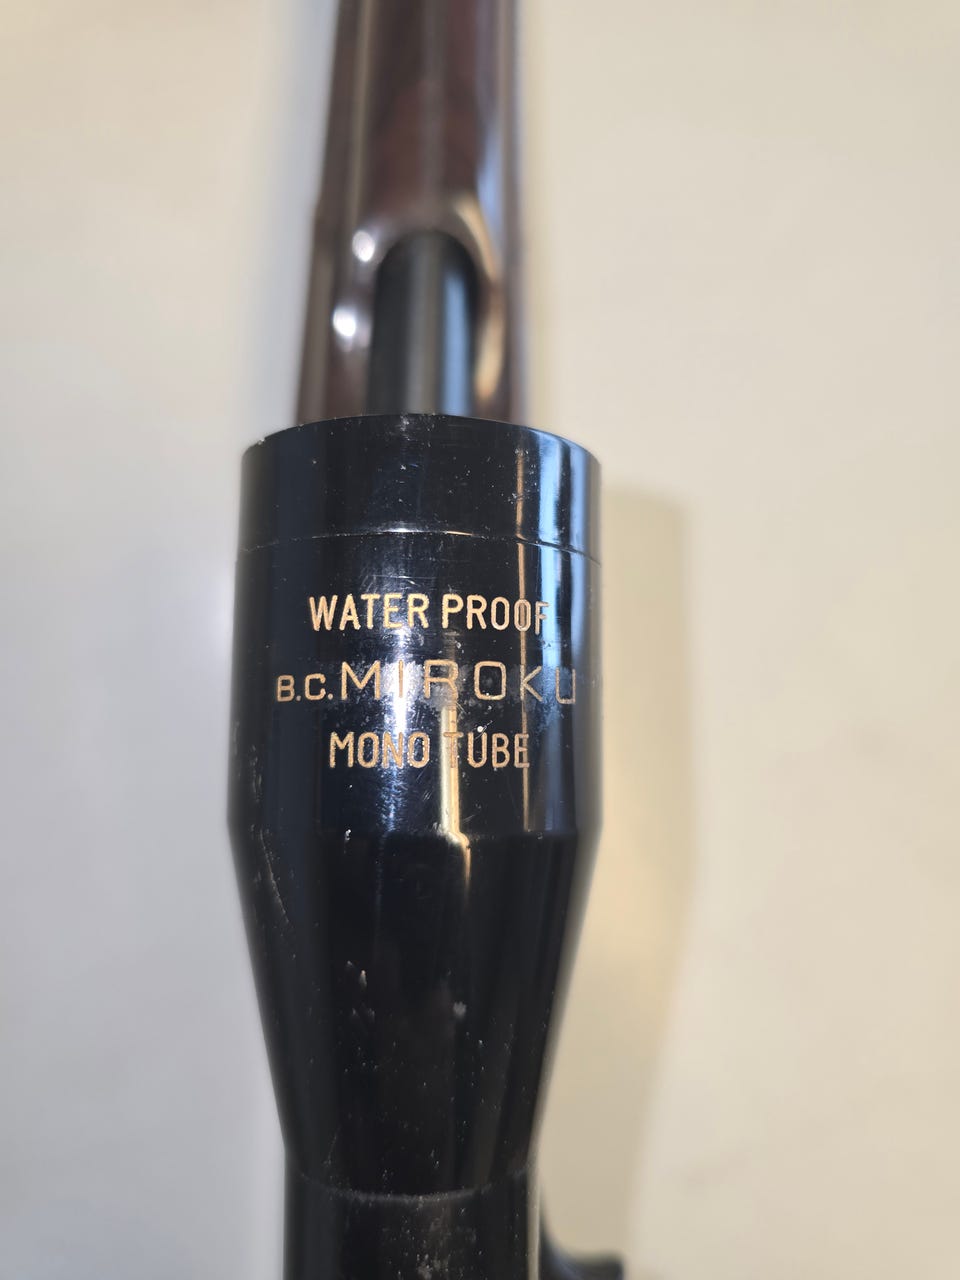 WATER PROOF
B.C. MIROKU
MONO TUBE